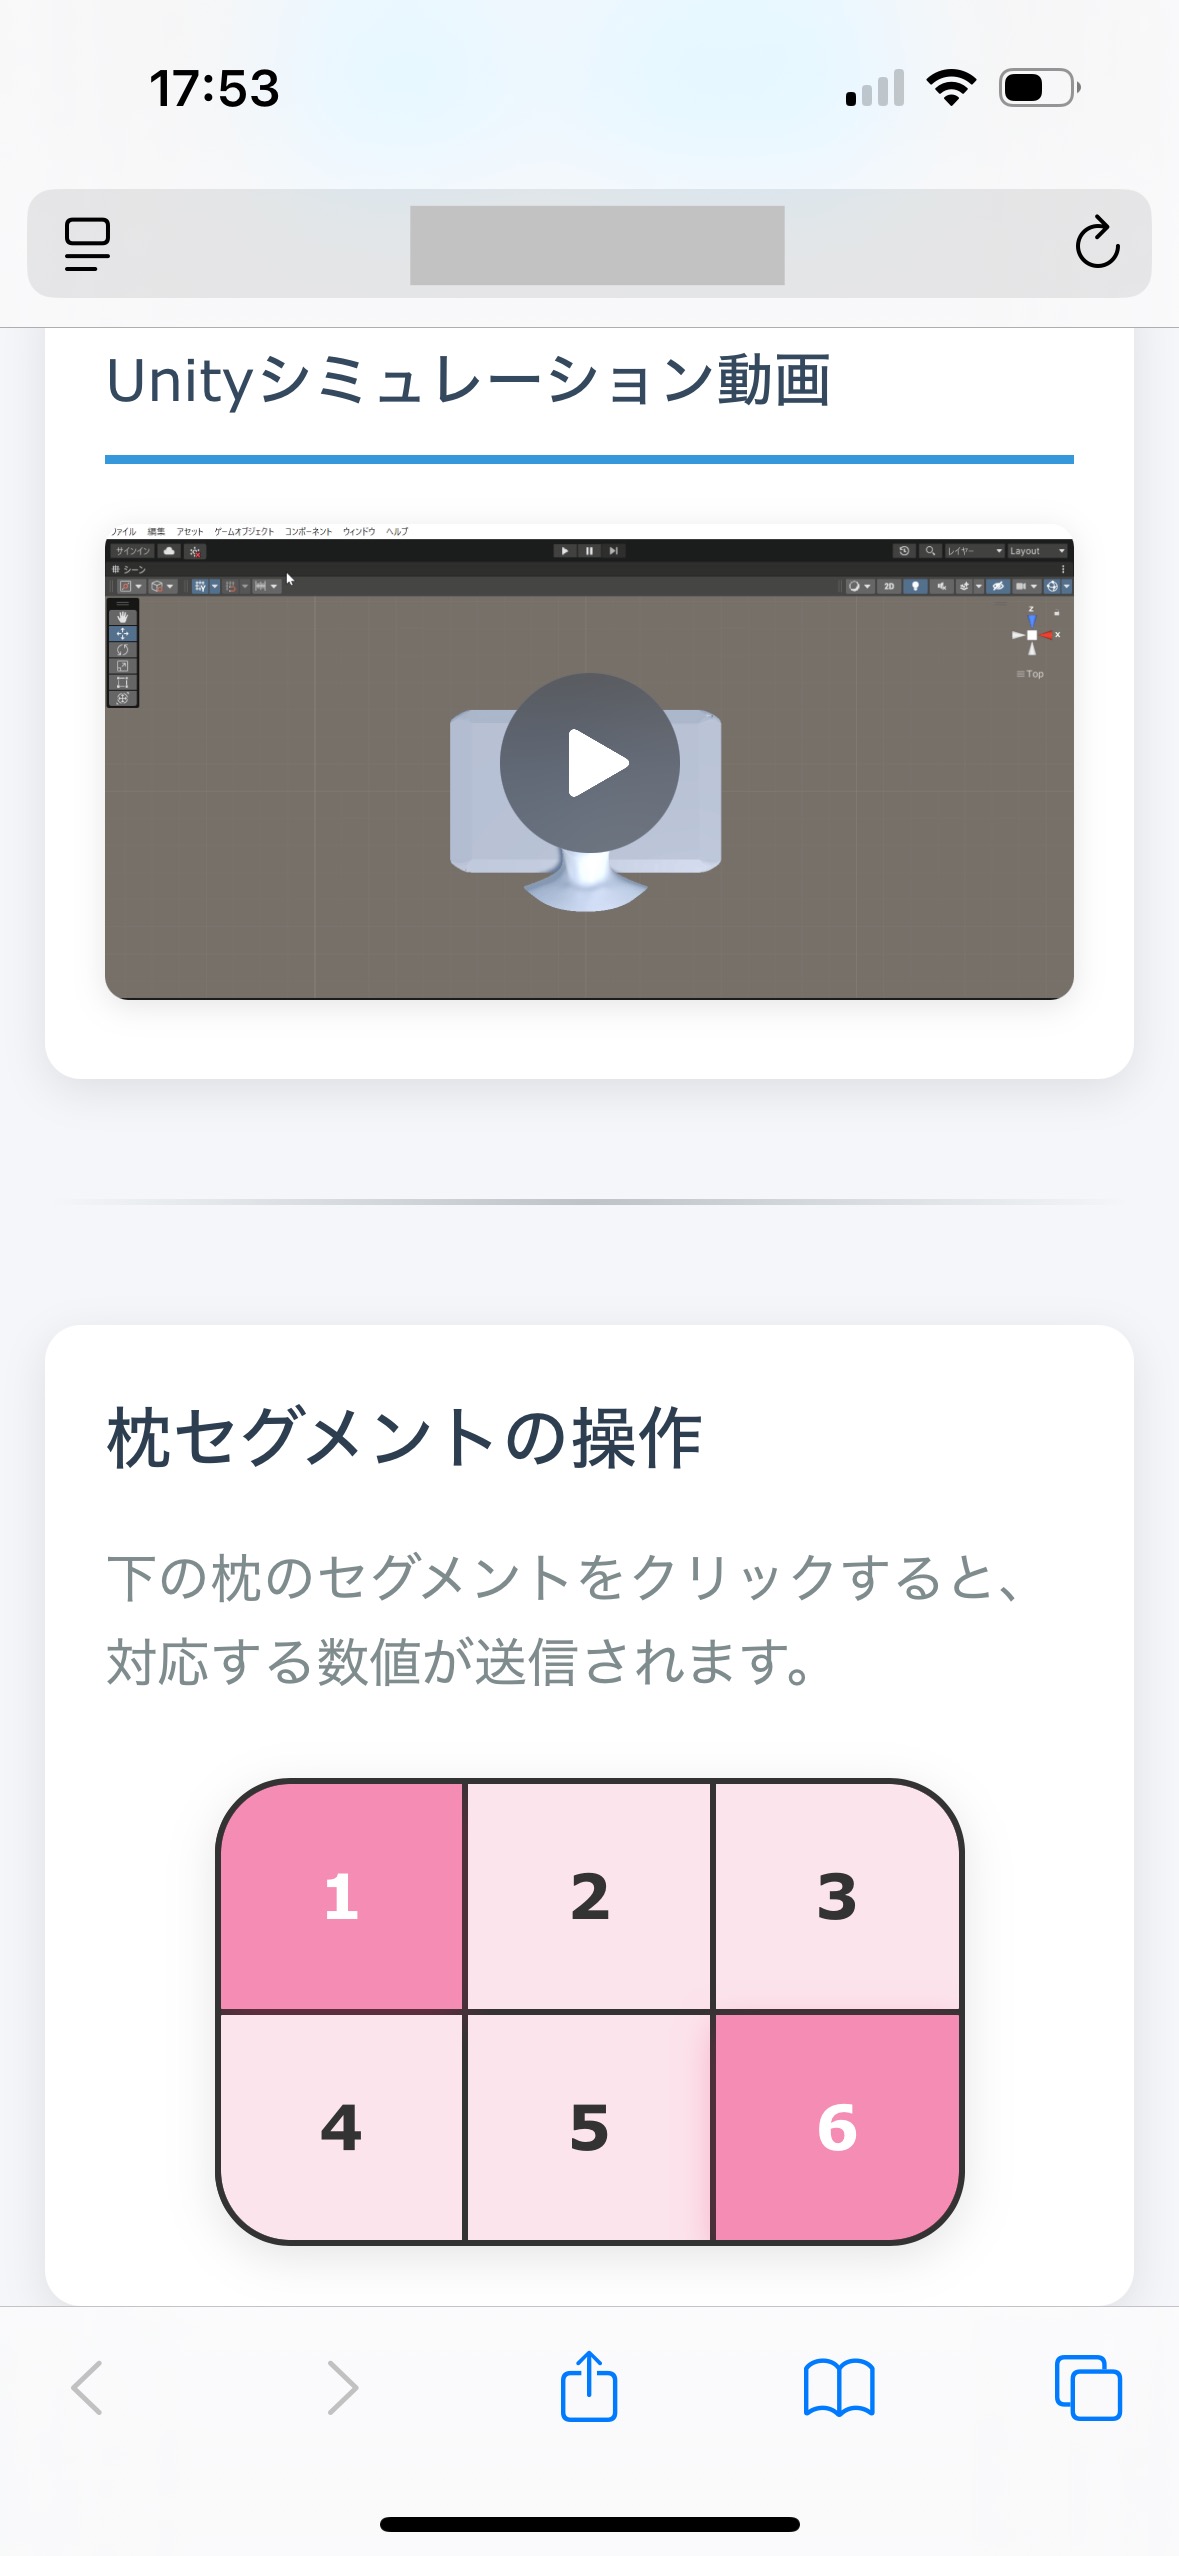 17:53
Unityシミュレーション動画
ファイル 編集 アセット ゲームオブジェクト コンポーネント ウィンドウ ヘルプ
サインイン レイヤー Layout
シーン
2D
z
x
Top
枕セグメントの操作
下の枕のセグメントをクリックすると、
対応する数値が送信されます。
1 2 3
4 5 6